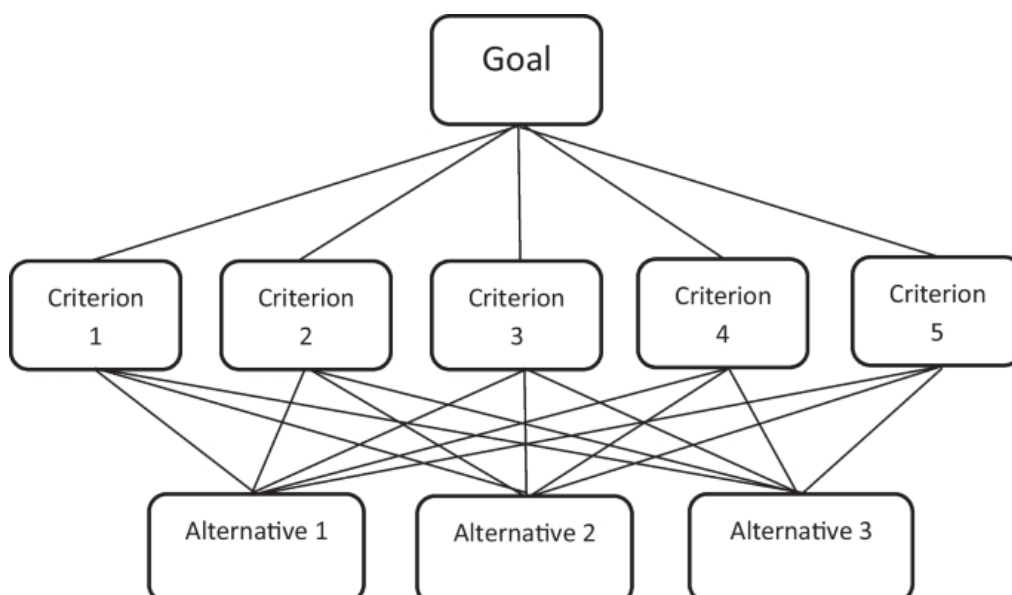 Goal
Criterion
1
Criterion
2
Criterion
3
Criterion
4
Criterion
5
Alternative 1
Alternative 2
Alternative 3